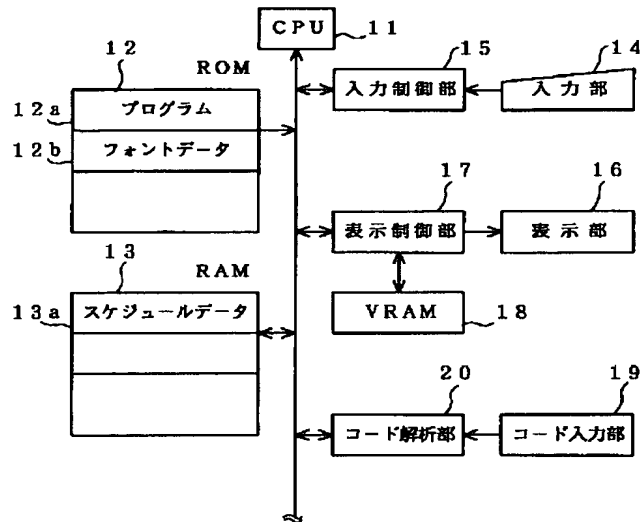 CPU
11
12
ROM
15
14
12a
プログラム
入力制御部
入力部
12b
フォントデータ
17
16
表示制御部
表示部
13
RAM
13a
スケジュールデータ
VRAM
18
20
19
コード解析部
コード入力部